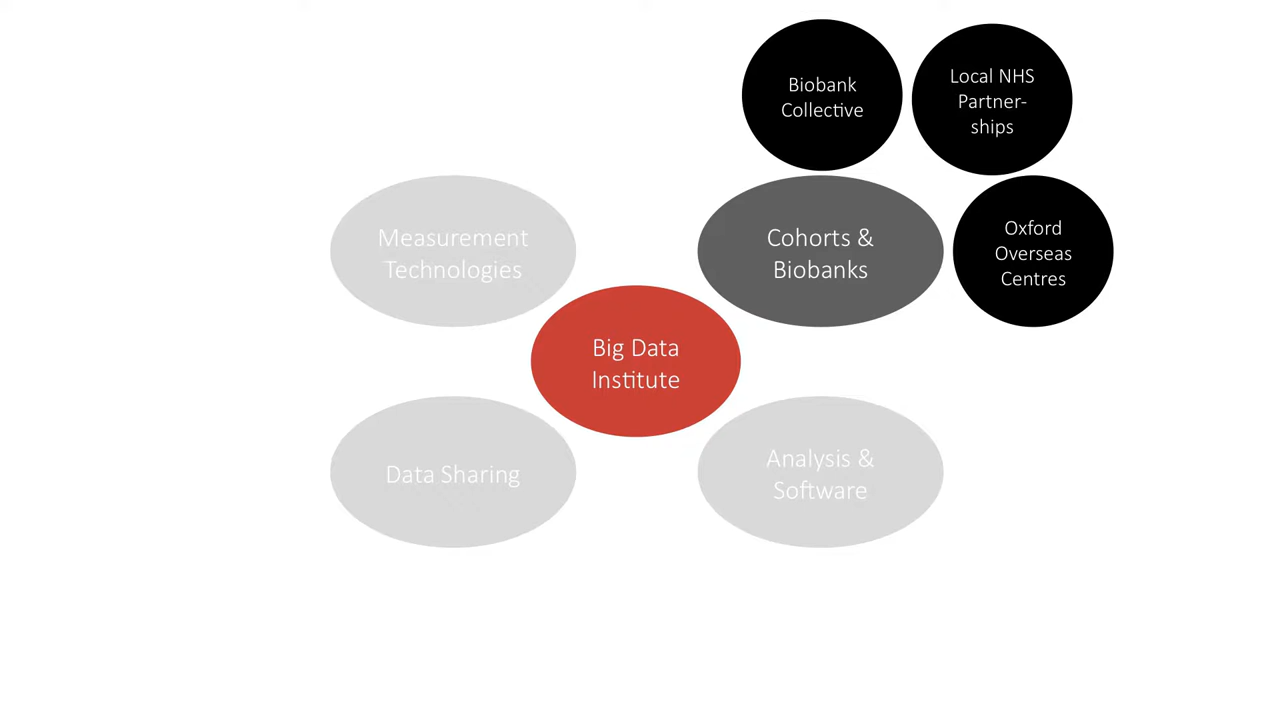 Biobank
Collective
Local NHS
Partner-
ships
Measurement
Technologies
Cohorts &
Biobanks
Oxford
Overseas
Centres
Big Data
Institute
Data Sharing
Analysis &
Software